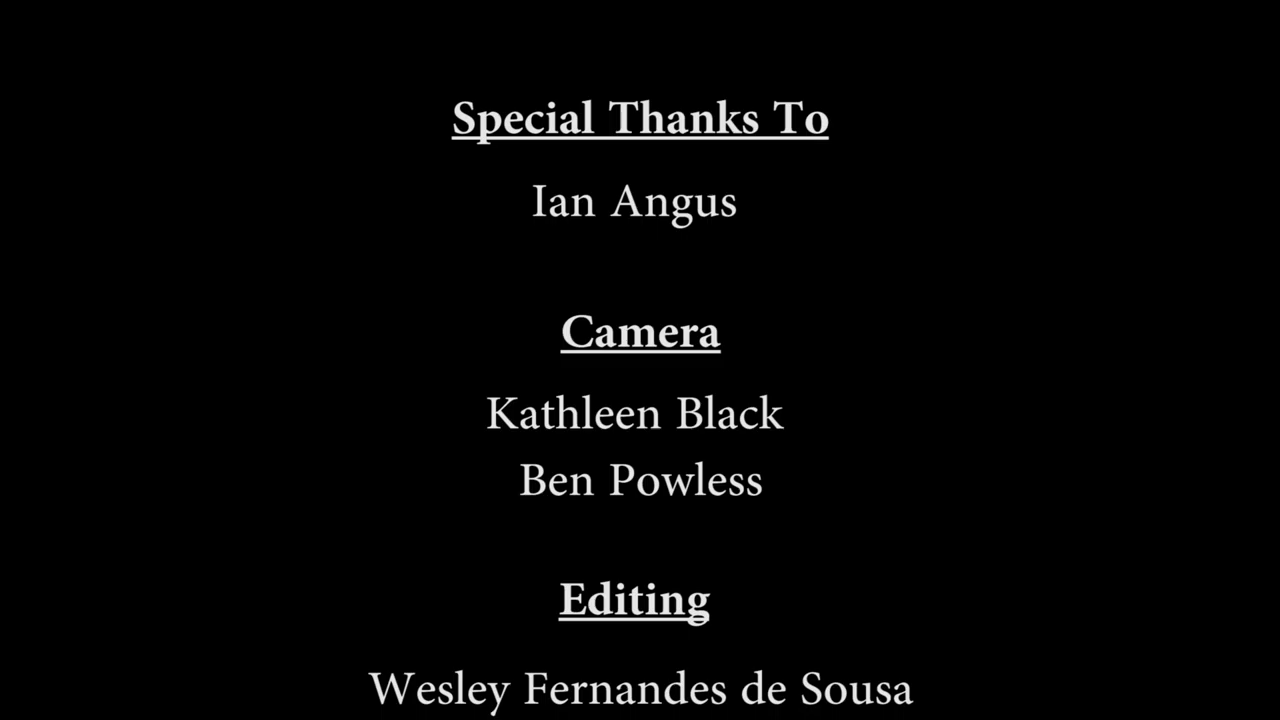 Special Thanks To
Ian Angus
Camera
Kathleen Black
Ben Powless
Editing
Wesley Fernandes de Sousa